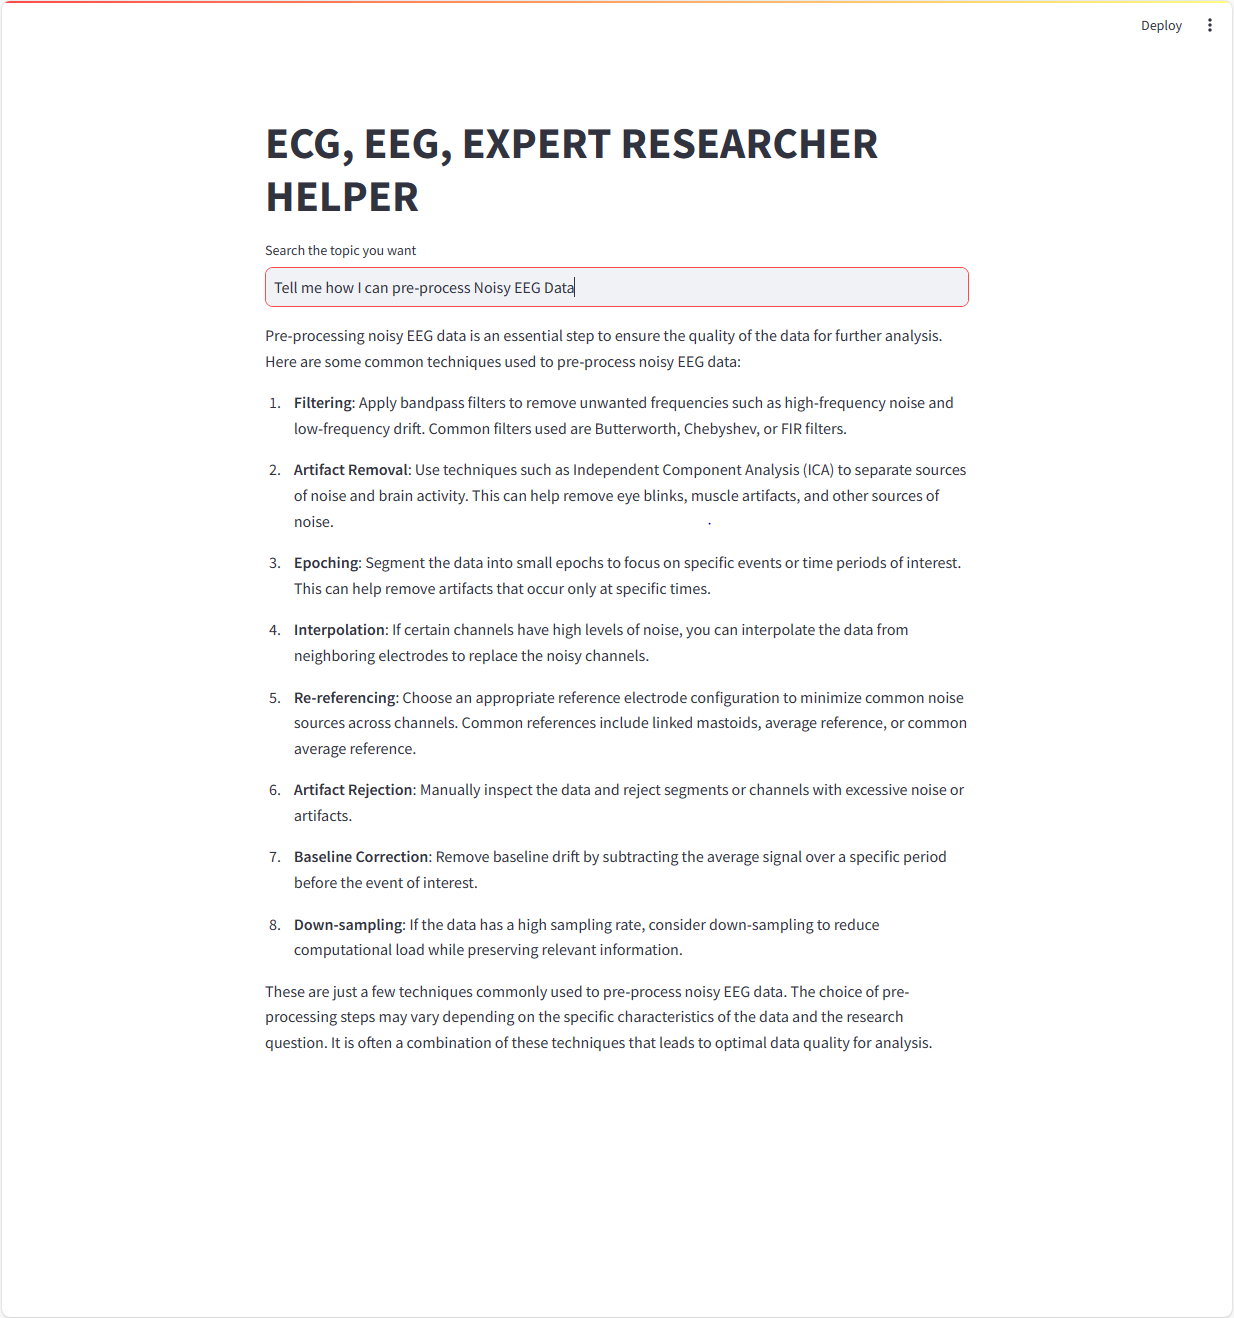 Deploy
ECG, EEG, EXPERT RESEARCHER
HELPER
Search the topic you want
Tell me how I can pre-process Noisy EEG Data
Pre-processing noisy EEG data is an essential step to ensure the quality of the data for further analysis.
Here are some common techniques used to pre-process noisy EEG data:
1. Filtering: Apply bandpass filters to remove unwanted frequencies such as high-frequency noise and
low-frequency drift. Common filters used are Butterworth, Chebyshev, or FIR filters.
2. Artifact Removal: Use techniques such as Independent Component Analysis (ICA) to separate sources
of noise and brain activity. This can help remove eye blinks, muscle artifacts, and other sources of
noise.
3. Epoching: Segment the data into small epochs to focus on specific events or time periods of interest.
This can help remove artifacts that occur only at specific times.
4. Interpolation: If certain channels have high levels of noise, you can interpolate the data from
neighboring electrodes to replace the noisy channels.
5. Re-referencing: Choose an appropriate reference electrode configuration to minimize common noise
sources across channels. Common references include linked mastoids, average reference, or common
average reference.
6. Artifact Rejection: Manually inspect the data and reject segments or channels with excessive noise or
artifacts.
7. Baseline Correction: Remove baseline drift by subtracting the average signal over a specific period
before the event of interest.
8. Down-sampling: If the data has a high sampling rate, consider down-sampling to reduce
computational load while preserving relevant information.
These are just a few techniques commonly used to pre-process noisy EEG data. The choice of pre-
processing steps may vary depending on the specific characteristics of the data and the research
question. It is often a combination of these techniques that leads to optimal data quality for analysis.